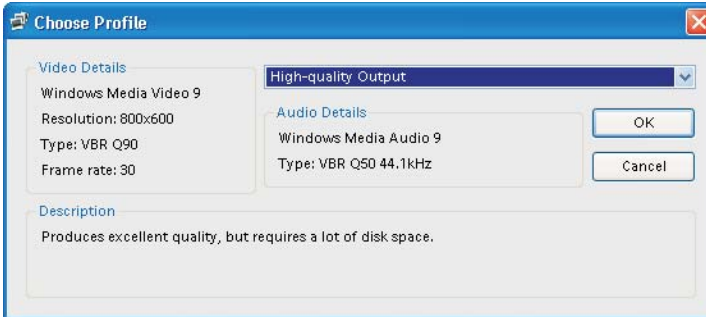 Choose Profile
Video Details
Windows Media Video 9
Resolution: 800x600
Type: VBR Q90
Frame rate: 30
High-quality Output
Audio Details
Windows Media Audio 9
Type: VBR Q50 44.1kHz
OK
Cancel
Description
Produces excellent quality, but requires a lot of disk space.